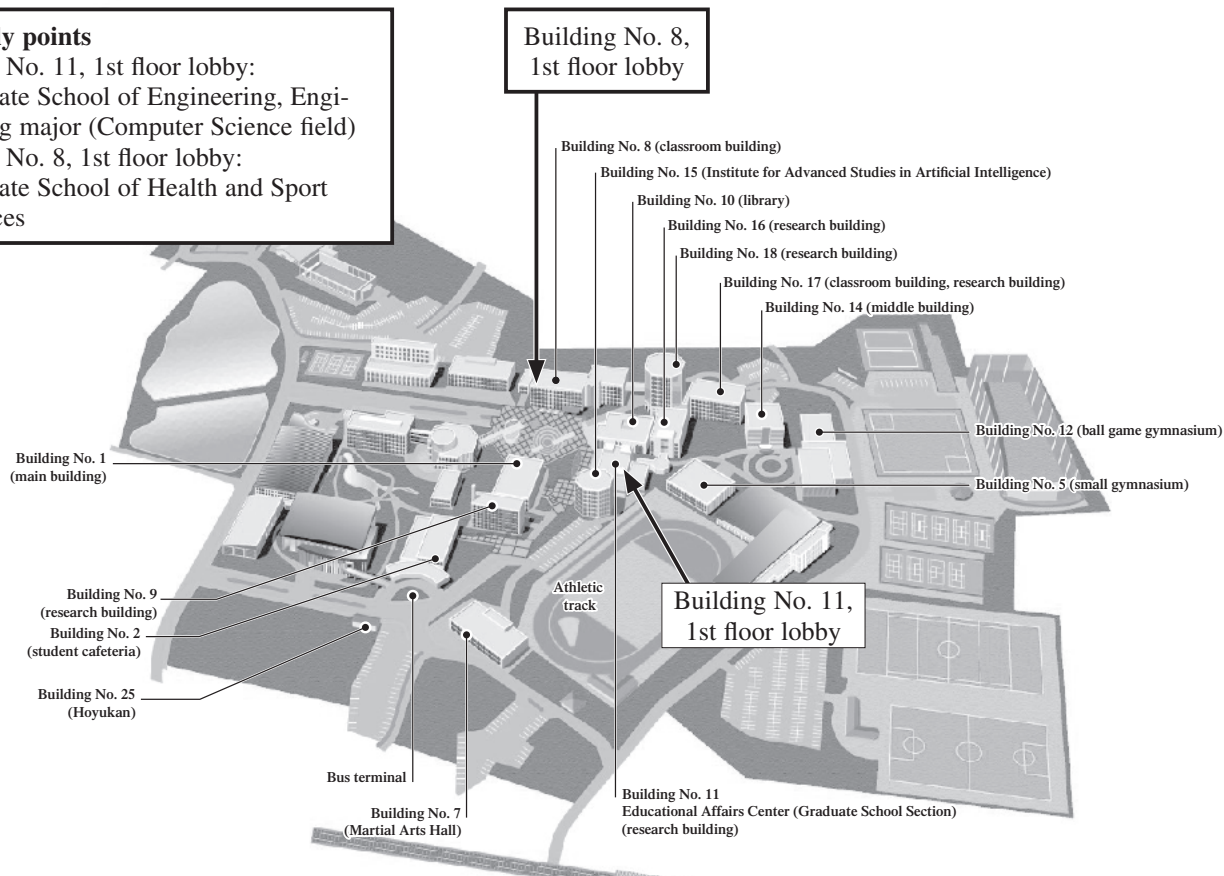 y points
No. 11, 1st floor lobby:
ate School of Engineering, Engi-
g major (Computer Science field)
No. 8, 1st floor lobby:
ate School of Health and Sport
ces
Building No. 8,
1st floor lobby
Building No. 8 (classroom building)
Building No. 15 (Institute for Advanced Studies in Artificial Intelligence)
Building No. 10 (library)
Building No. 16 (research building)
Building No. 18 (research building)
Building No. 17 (classroom building, research building)
Building No. 14 (middle building)
Building No. 12 (ball game gymnasium)
Building No. 1
(main building)
Building No. 5 (small gymnasium)
Building No. 9
(research building)
Athletic
track
Building No. 11,
1st floor lobby
Building No. 2
(student cafeteria)
Building No. 25
(Hoyukan)
Bus terminal
Building No. 7
(Martial Arts Hall)
Building No. 11
Educational Affairs Center (Graduate School Section)
(research building)